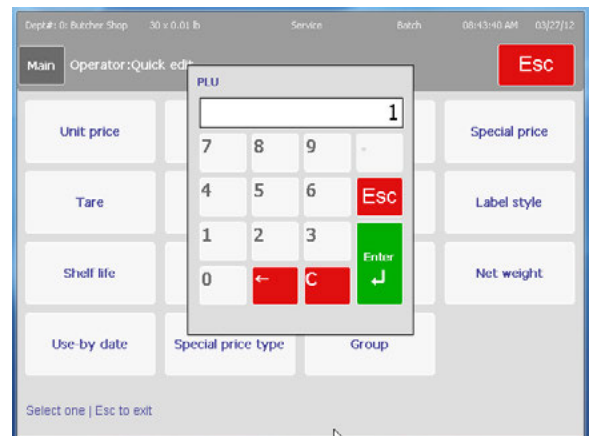 Dept#: 0: Butcher Shop 30 x 0.01 lb Service Batch 08:43:40 AM 03/27/12
Main Operator:Quick edi Esc
PLU
1
Unit price Special price
7 8 9 .
Tare Label style
4 5 6 Esc
1 2 3 Enter
Shelf life Net weight
0 ← C ↵
Use-by date Special price type Group
Select one | Esc to exit